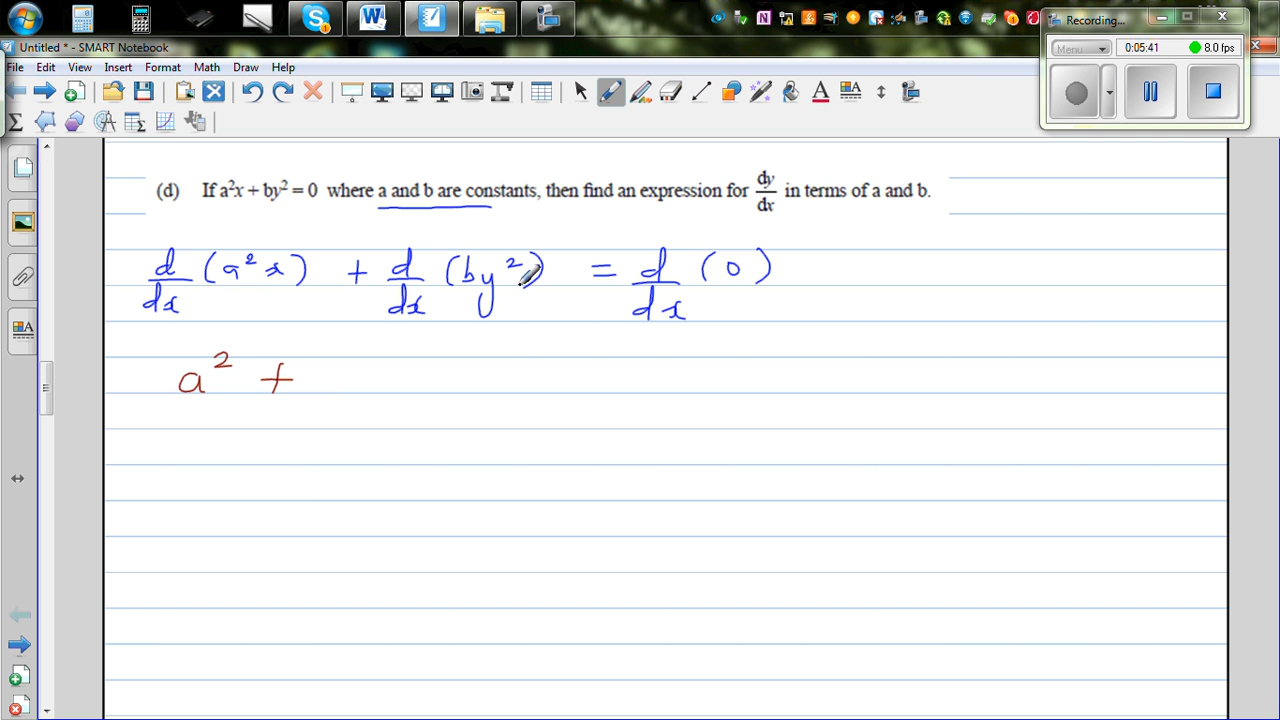 Untitled * - SMART Notebook
Recording...
File Edit View Insert Format Math Draw Help
Menu 0:05:41 8.0 fps
(d) If a²x + by² = 0 where a and b are constants, then find an expression for dy/dx in terms of a and b.
d/dx (a²x) + d/dx (by²) = d/dx (0)
a² +